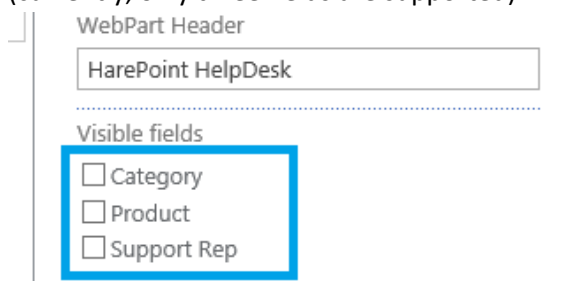 WebPart Header
HarePoint HelpDesk
Visible fields
Category
Product
Support Rep